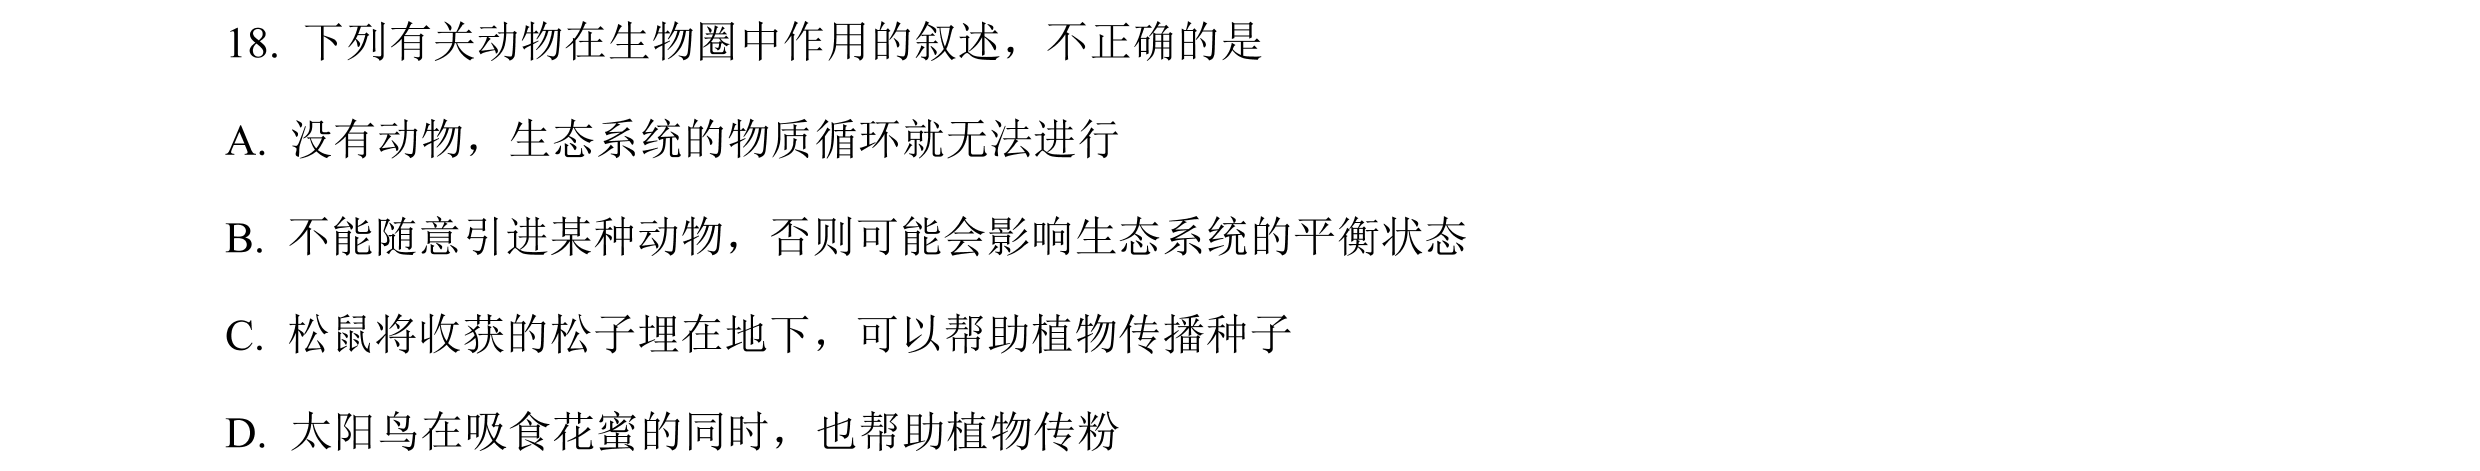 18. 下列有关动物在生物圈中作用的叙述，不正确的是
A. 没有动物，生态系统的物质循环就无法进行
B. 不能随意引进某种动物，否则可能会影响生态系统的平衡状态
C. 松鼠将收获的松子埋在地下，可以帮助植物传播种子
D. 太阳鸟在吸食花蜜的同时，也帮助植物传粉